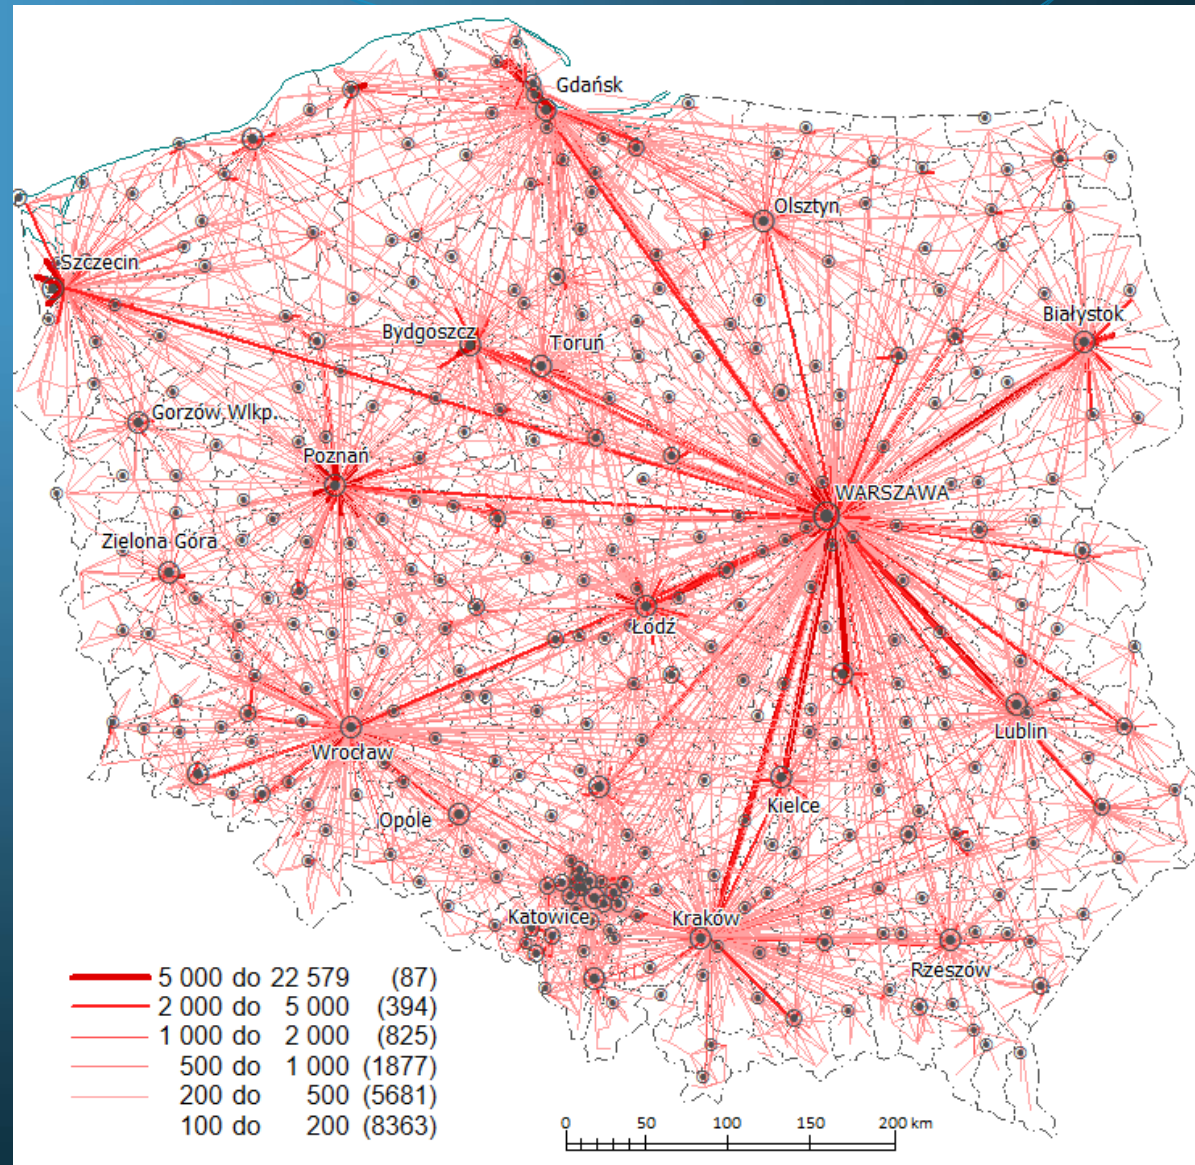 Gdańsk
Olsztyn
Szczecin
Białystok
Bydgoszcz
Toruń
Gorzów Wlkp.
Poznań
WARSZAWA
Zielona Góra
Łódź
Lublin
Wrocław
Kielce
Opole
Katowice
Kraków
Rzeszów
5 000 do 22 579 (87)
2 000 do 5 000 (394)
1 000 do 2 000 (825)
500 do 1 000 (1877)
200 do 500 (5681)
100 do 200 (8363)
0 50 100 150 200 km